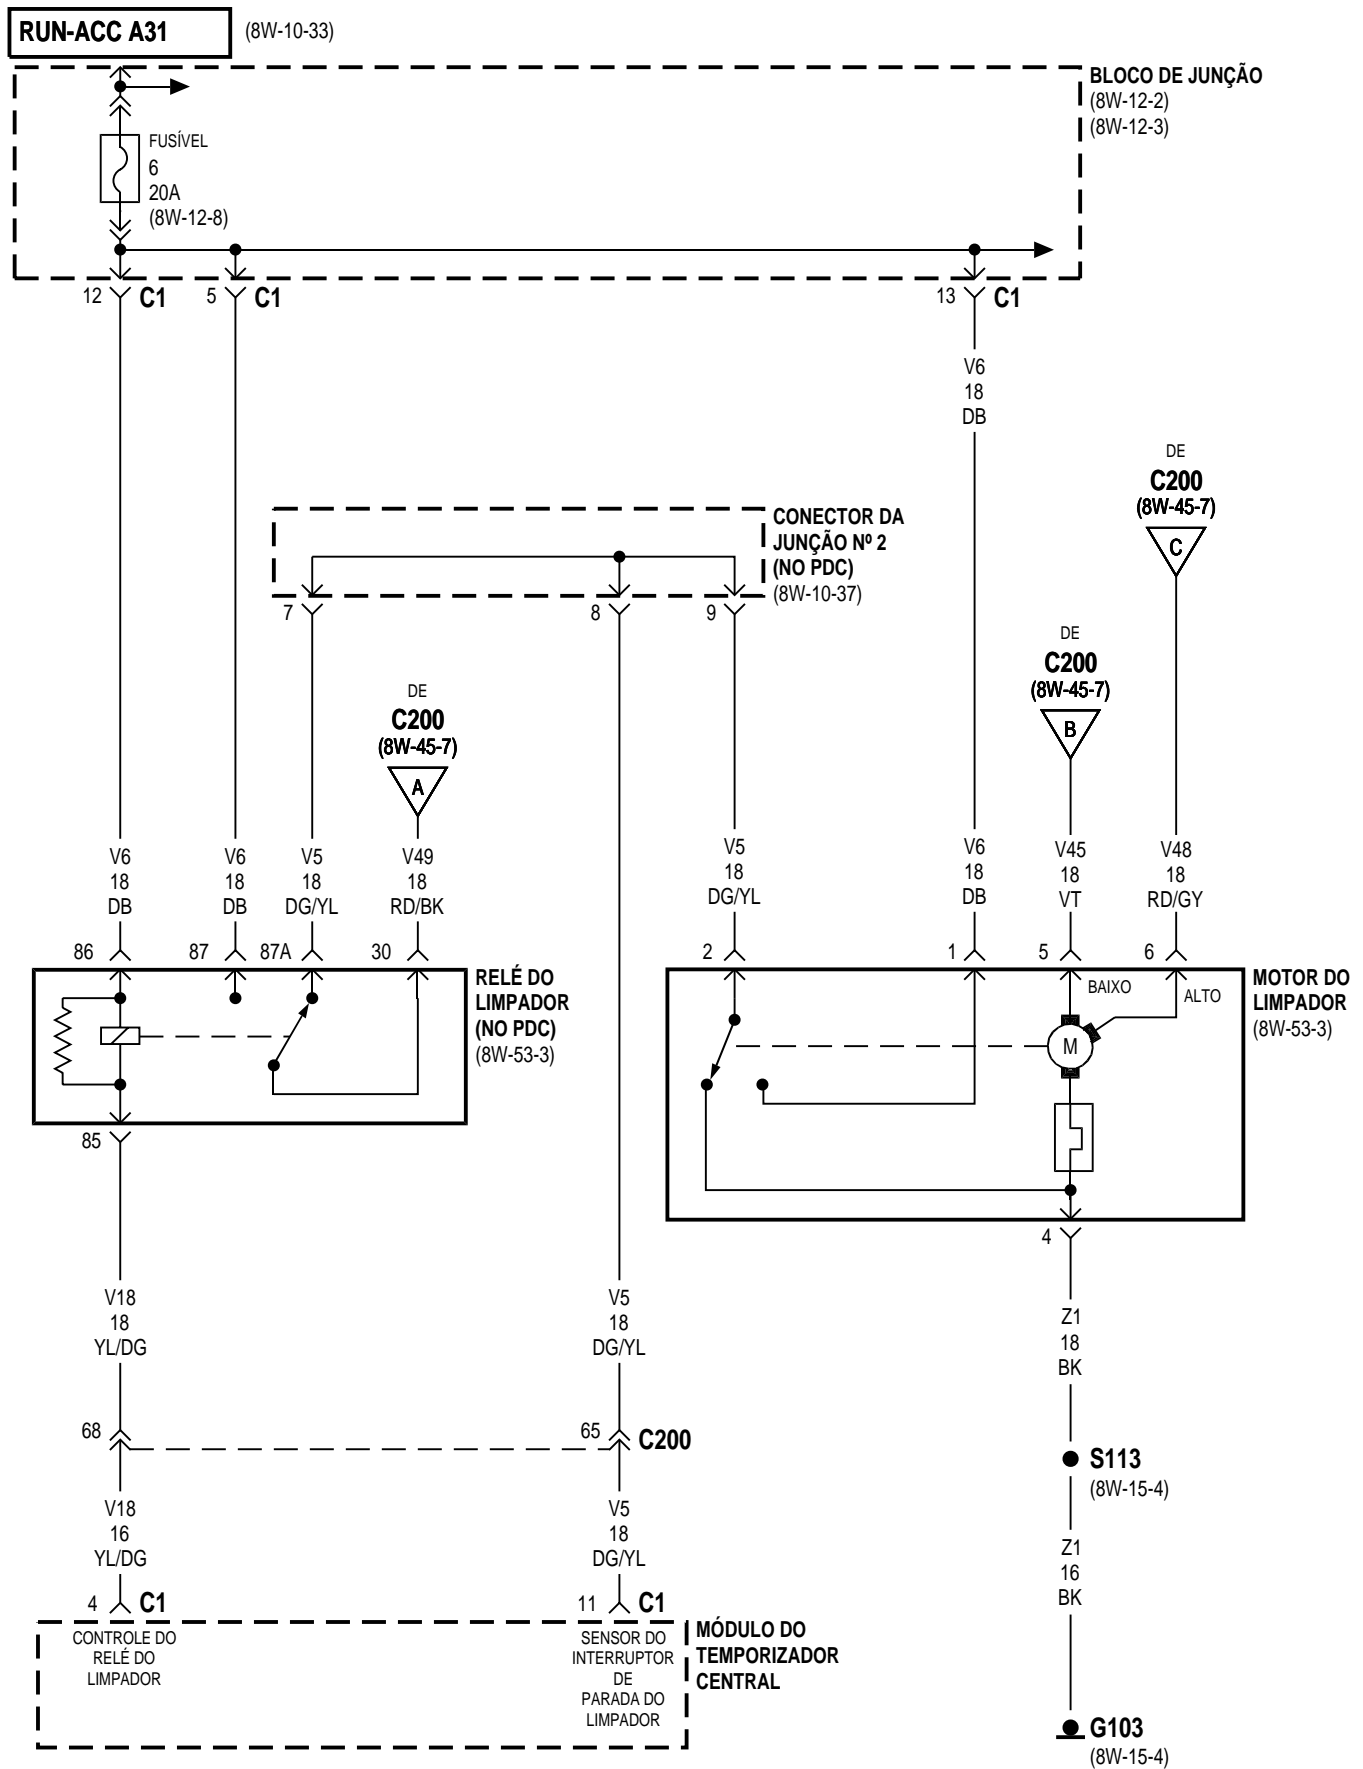 RUN-ACC A31 (8W-10-33)
BLOCO DE JUNÇÃO
(8W-12-2)
(8W-12-3)
FUSÍVEL
6
20A
(8W-12-8)
12 C1 5 C1 13 C1
V6
18
DB
DE
C200
(8W-45-7)
C
CONECTOR DA
JUNÇÃO Nº 2
(NO PDC)
(8W-10-37)
7 8 9
DE
C200
(8W-45-7)
B
DE
C200
(8W-45-7)
A
V6 V6 V5 V49 V5 V6 V45 V48
18 18 18 18 18 18 18 18
DB DB DG/YL RD/BK DG/YL DB VT RD/GY
86 87 87A 30 2 1 5 6
RELÉ DO
LIMPADOR
(NO PDC)
(8W-53-3)
BAIXO
ALTO
M
MOTOR DO
LIMPADOR
(8W-53-3)
85
4
V18 V5 Z1
18 18 18
YL/DG DG/YL BK
68 65 C200
S113
(8W-15-4)
V18 V5 Z1
16 18 16
YL/DG DG/YL BK
4 C1 11 C1
CONTROLE DO
RELÉ DO
LIMPADOR
SENSOR DO
INTERRUPTOR
DE
PARADA DO
LIMPADOR
MÓDULO DO
TEMPORIZADOR
CENTRAL
G103
(8W-15-4)